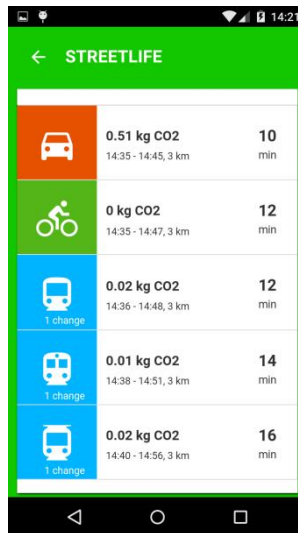 14:21
STREETLIFE
0.51 kg CO2 10
14:35 - 14:45, 3 km min
0 kg CO2 12
14:35 - 14:47, 3 km min
0.02 kg CO2 12
14:36 - 14:48, 3 km min
1 change
0.01 kg CO2 14
14:38 - 14:51, 3 km min
1 change
0.02 kg CO2 16
14:40 - 14:56, 3 km min
1 change